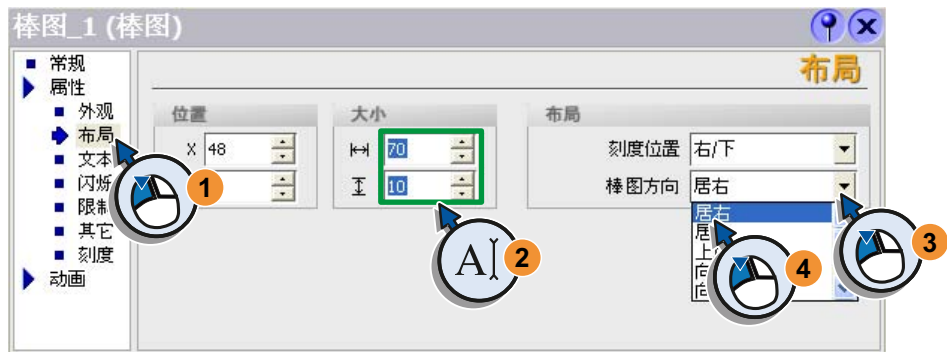 棒图_1 (棒图)
常规
属性
外观
布局
文本
闪烁
限制
其它
刻度
动画
布局
位置
X 48
大小
70
10
布局
刻度位置 右/下
棒图方向 居右
居右
1
2
3
4
A